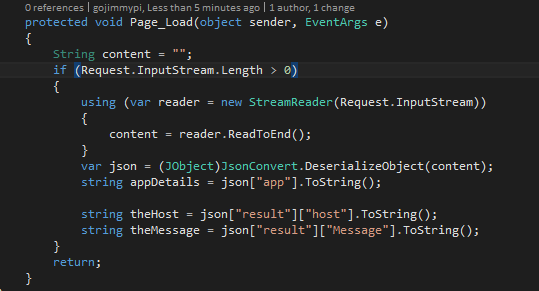 0 references | gojimmypi, Less than 5 minutes ago | 1 author, 1 change
protected void Page_Load(object sender, EventArgs e)
{
    String content = "";
    if (Request.InputStream.Length > 0)
    {
        using (var reader = new StreamReader(Request.InputStream))
        {
            content = reader.ReadToEnd();
        }
        var json = (JObject)JsonConvert.DeserializeObject(content);
        string appDetails = json["app"].ToString();

        string theHost = json["result"]["host"].ToString();
        string theMessage = json["result"]["Message"].ToString();
    }
    return;
}